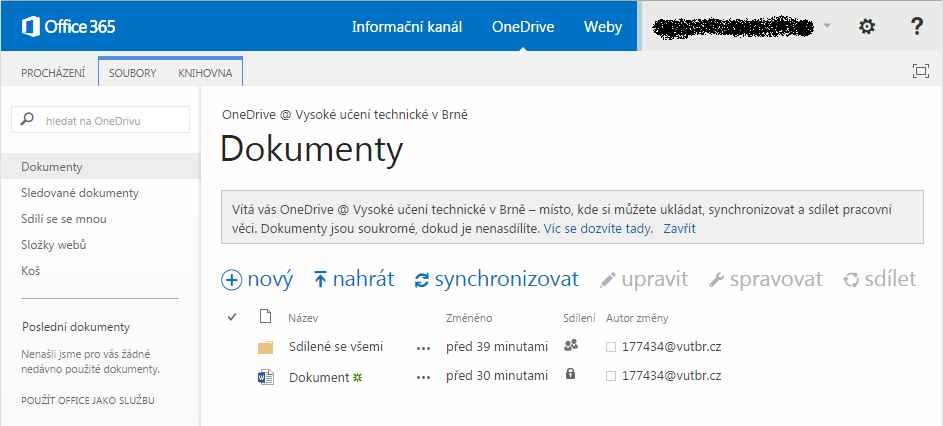 Office 365
Informační kanál OneDrive Weby
?
PROCHÁZENÍ SOUBORY KNIHOVNA
hledat na OneDrivu
Dokumenty
Sledované dokumenty
Sdílí se se mnou
Složky webů
Koš
Poslední dokumenty
Nenašli jsme pro vás žádné
nedávno použité dokumenty.
POUŽÍT OFFICE JAKO SLUŽBU
OneDrive @ Vysoké učení technické v Brně
Dokumenty
Vítá vás OneDrive @ Vysoké učení technické v Brně – místo, kde si můžete ukládat, synchronizovat a sdílet pracovní
věci. Dokumenty jsou soukromé, dokud je nenasdílíte. Víc se dozvíte tady. Zavřít
nový nahrát synchronizovat upravit spravovat sdílet
Název Změněno Sdílení Autor změny
Sdílené se všemi ... před 39 minutami 177434@vutbr.cz
Dokument ... před 30 minutami 177434@vutbr.cz